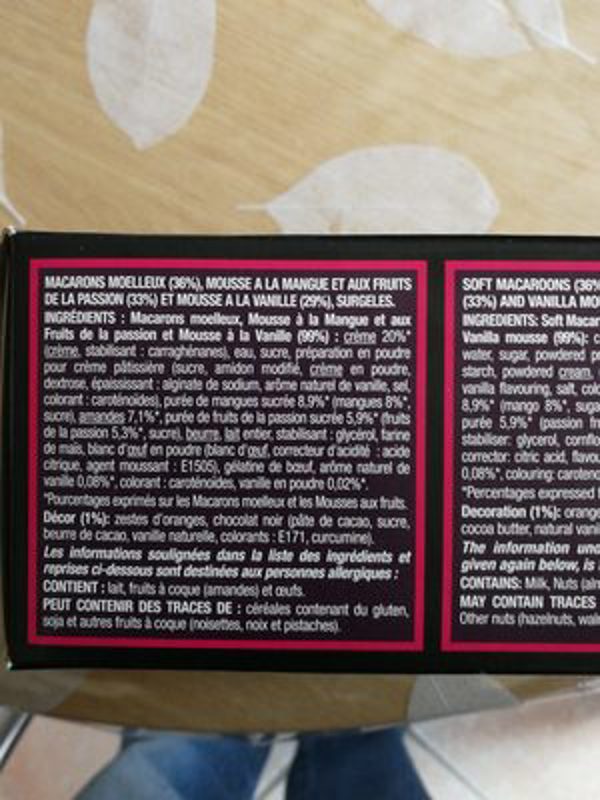 MACARONS MOELLEUX (36%), MOUSSE A LA MANGUE ET AUX FRUITS
DE LA PASSION (33%) ET MOUSSE A LA VANILLE (29%), SURGELES.
INGRÉDIENTS : Macarons moelleux, Mousse à la Mangue et aux
Fruits de la passion et Mousse à la Vanille (99%) : crème 20%*
(crème, stabilisant : carraghénanes), eau, sucre, préparation en poudre
pour crème pâtissière (sucre, amidon modifié, crème en poudre,
dextrose, épaississant : alginate de sodium, arôme naturel de vanille, sel,
colorant : caroténoïdes), purée de mangues sucrée 8,9%* (mangues 8%*,
sucre), amandes 7,1%*, purée de fruits de la passion sucrée 5,9%* (fruits
de la passion 5,3%*, sucre), beurre, lait entier, stabilisant : glycérol, farine
de maïs, blanc d'œuf en poudre (blanc d'œuf, correcteur d'acidité : acide
citrique, agent moussant : E1505), gélatine de bœuf, arôme naturel de
vanille 0,08%*, colorant : caroténoïdes, vanille en poudre 0,02%*.
*Pourcentages exprimés sur les Macarons moelleux et les Mousses aux fruits.
Décor (1%): zestes d'oranges, chocolat noir (pâte de cacao, sucre,
beurre de cacao, vanille naturelle, colorants : E171, curcumine).
Les informations soulignées dans la liste des ingrédients et
reprises ci-dessous sont destinées aux personnes allergiques :
CONTIENT : lait, fruits à coque (amandes) et œufs.
PEUT CONTENIR DES TRACES DE : céréales contenant du gluten,
soja et autres fruits à coque (noisettes, noix et pistaches).
SOFT MACAROONS (36%
(33%) AND VANILLA MOU
INGREDIENTS: Soft Macar
Vanilla mousse (99%): c
water, sugar, powdered p
starch, powdered cream,
vanilla flavouring, salt, col
8,9%* (mango 8%*, suga
purée 5,9%* (passion fr
stabiliser: glycerol, cornflo
corrector: citric acid, flavou
0,08%*, colouring: caroten
*Percentages expressed f
Decoration (1%): orange
cocoa butter, natural vanil
The information und
given again below, is
CONTAINS: Milk, Nuts (aln
MAY CONTAIN TRACES
Other nuts (hazelnuts, waln